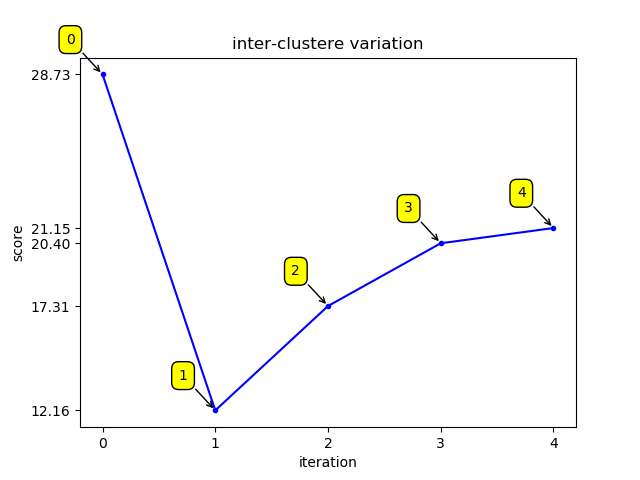 inter-clustere variation
0
1
2
3
4
score
28.73
21.15
20.40
17.31
12.16
0 1 2 3 4
iteration